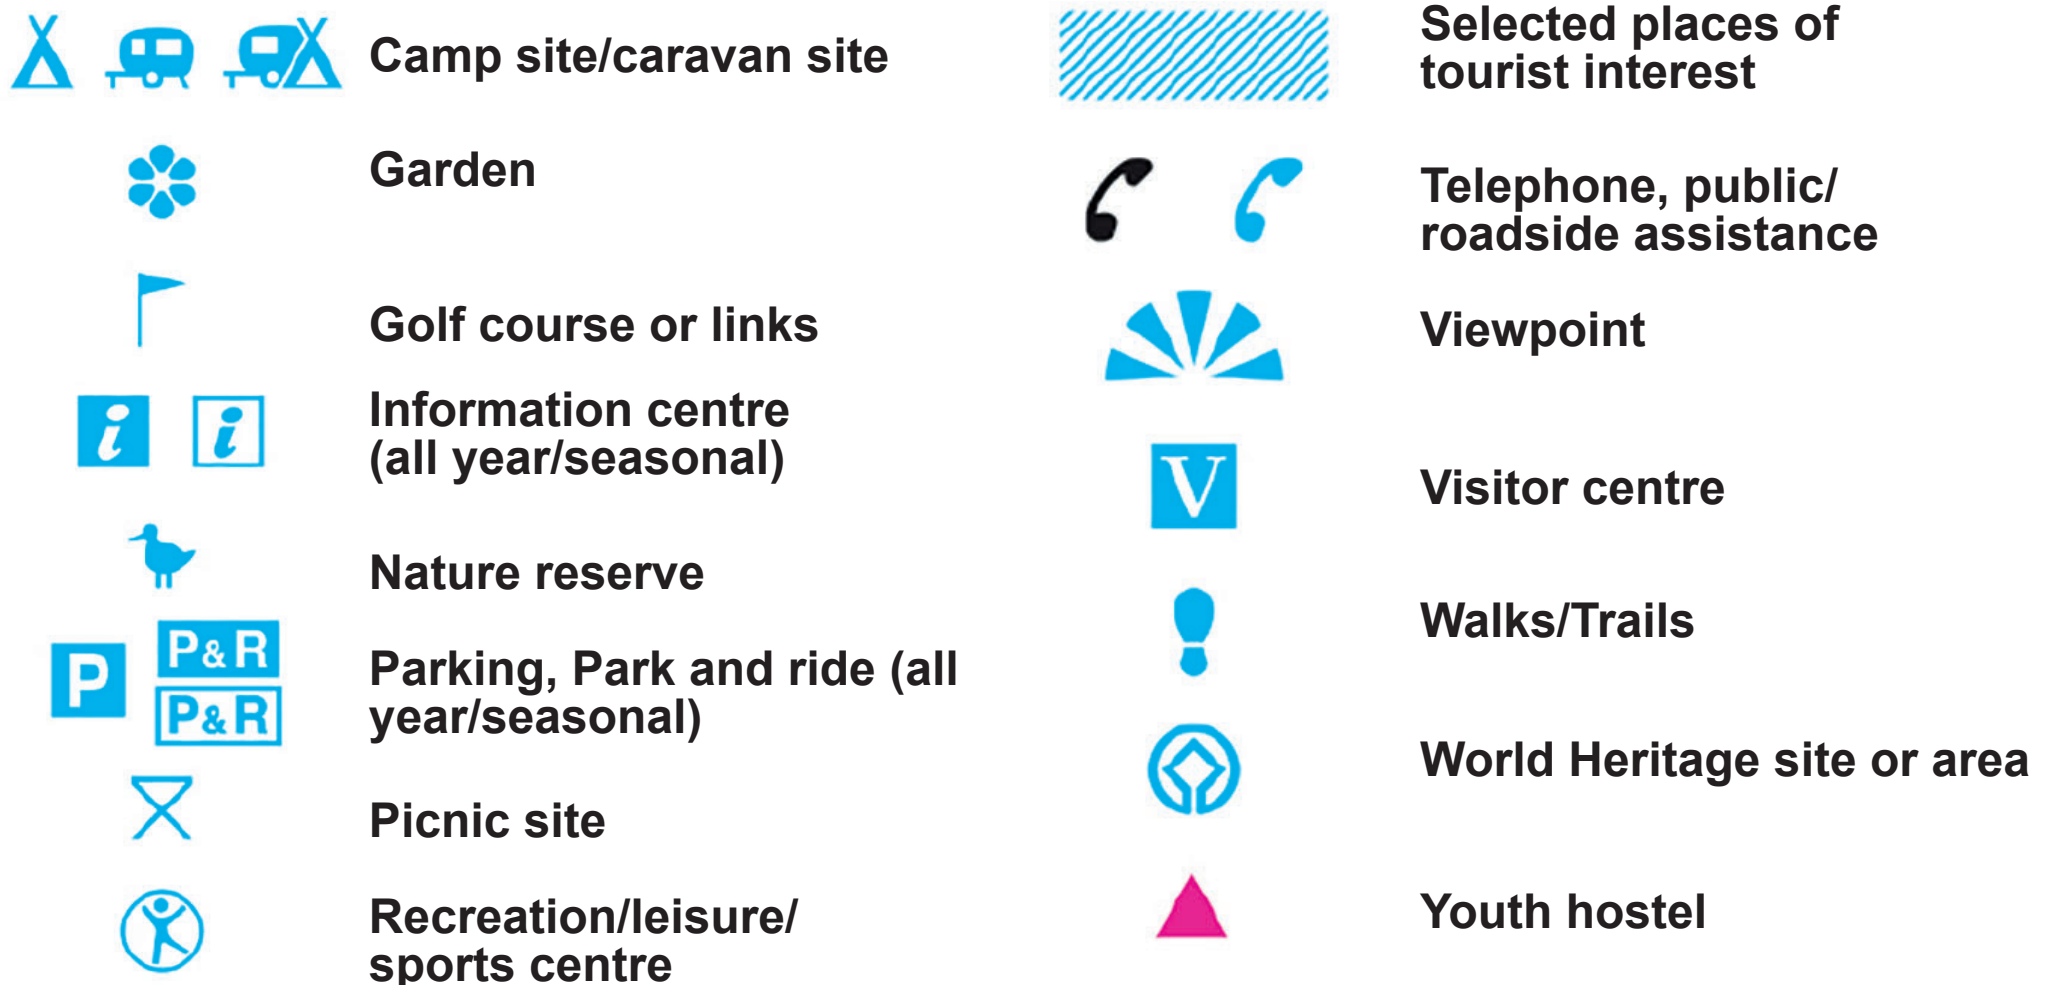 Camp site/caravan site
Garden
Golf course or links
i i
Information centre
(all year/seasonal)
Nature reserve
P P&R
P&R
Parking, Park and ride (all
year/seasonal)
Picnic site
Recreation/leisure/
sports centre
Selected places of
tourist interest
Telephone, public/
roadside assistance
Viewpoint
V
Visitor centre
Walks/Trails
World Heritage site or area
Youth hostel